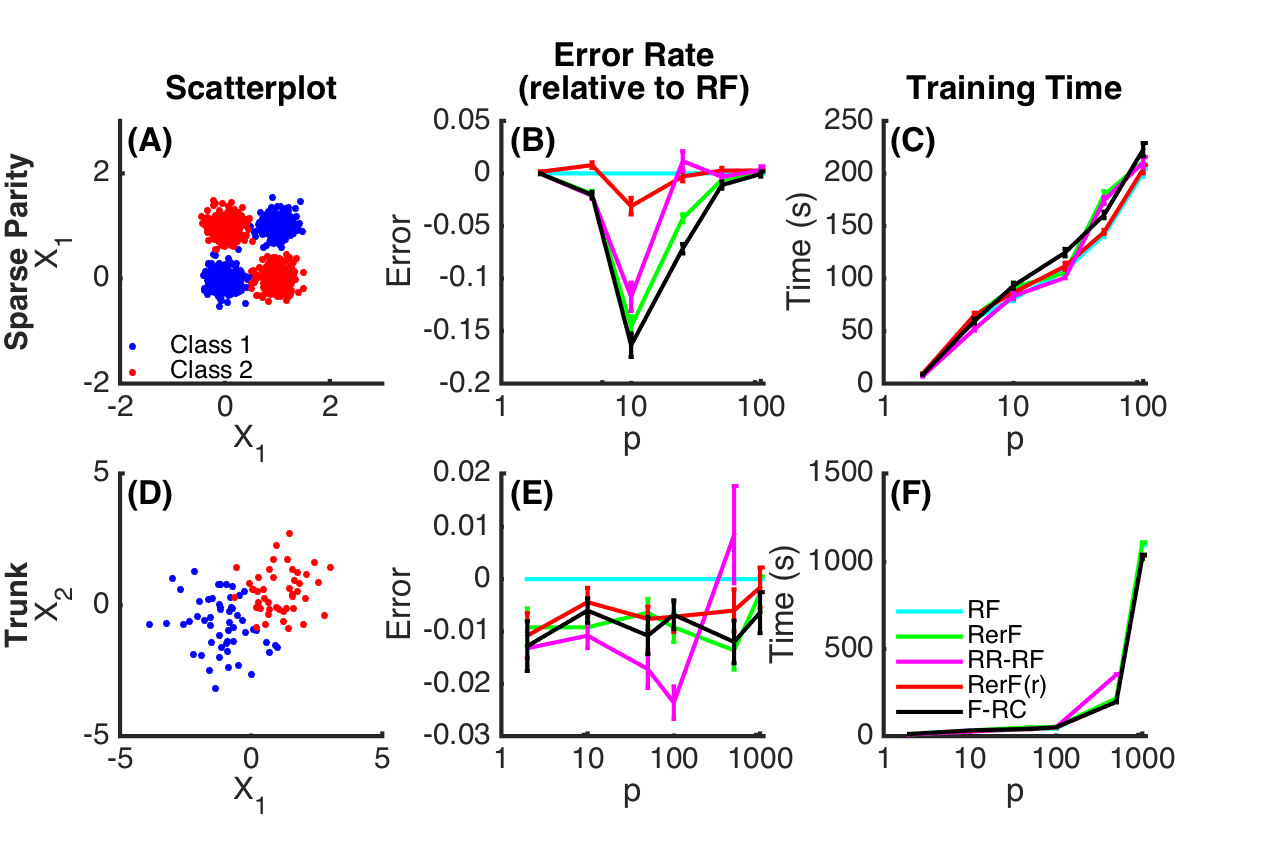 Scatterplot
Error Rate
(relative to RF)
Training Time
Sparse Parity
(A)
X1
2
0
-2
-2 0 2
X1
Class 1
Class 2
(B)
Error
0.05
0
-0.05
-0.1
-0.15
-0.2
1 10 100
p
(C)
Time (s)
250
200
150
100
50
0
1 10 100
p
Trunk
(D)
X2
5
0
-5
-5 0 5
X1
(E)
Error
0.02
0.01
0
-0.01
-0.02
-0.03
1 10 100 1000
p
(F)
Time (s)
1500
1000
500
0
1 10 100 1000
p
RF
RerF
RR-RF
RerF(r)
F-RC